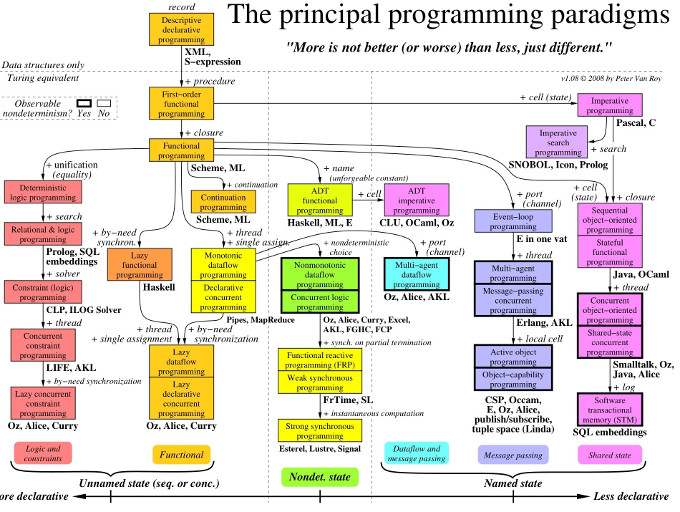 The principal programming paradigms
"More is not better (or worse) than less, just different."
record
Descriptive
declarative
programming
XML,
S−expression
Data structures only
Turing equivalent
+ procedure
v1.08 © 2008 by Peter Van Roy
Observable
nondeterminism? Yes No
First−order
functional
programming
+ cell (state)
Imperative
programming
Pascal, C
+ search
Imperative
search
programming
SNOBOL, Icon, Prolog
+ closure
Functional
programming
Scheme, ML
+ unification
(equality)
Deterministic
logic programming
+ search
Relational & logic
programming
Prolog, SQL
embeddings
+ solver
Constraint (logic)
programming
CLP, ILOG Solver
+ thread
Concurrent
constraint
programming
LIFE, AKL
+ by−need synchronization
Lazy concurrent
constraint
programming
Oz, Alice, Curry
+ continuation
Continuation
programming
Scheme, ML
+ by−need
synchron.
Lazy
functional
programming
Haskell
+ thread
+ single assignment
+ thread
+ single assign.
Monotonic
dataflow
programming
Declarative
concurrent
programming
Pipes, MapReduce
+ by−need
synchronization
Lazy
dataflow
programming
Lazy
declarative
concurrent
programming
Oz, Alice, Curry
+ name
(unforgeable constant)
ADT
functional
programming
Haskell, ML, E
+ cell
ADT
imperative
programming
CLU, OCaml, Oz
+ nondeterministic
choice
Nonmonotonic
dataflow
programming
Concurrent logic
programming
Oz, Alice, Curry, Excel,
AKL, FGHC, FCP
+ synch. on partial termination
Functional reactive
programming (FRP)
Weak synchronous
programming
FrTime, SL
+ instantaneous computation
Strong synchronous
programming
Esterel, Lustre, Signal
+ port
(channel)
Multi−agent
dataflow
programming
Oz, Alice, AKL
+ port
(channel)
Event−loop
programming
E in one vat
+ thread
Multi−agent
programming
Message−passing
concurrent
programming
Erlang, AKL
+ local cell
Active object
programming
Object−capability
programming
CSP, Occam,
E, Oz, Alice,
publish/subscribe,
tuple space (Linda)
+ cell
(state)
+ closure
Sequential
object−oriented
programming
Stateful
functional
programming
Java, OCaml
+ thread
Concurrent
object−oriented
programming
Shared−state
concurrent
programming
Smalltalk, Oz,
Java, Alice
+ log
Software
transactional
memory (STM)
SQL embeddings
Logic and
constraints
Functional
Nondet. state
Dataflow and
message passing
Message passing
Shared state
Unnamed state (seq. or conc.)
Named state
ore declarative
Less declarative